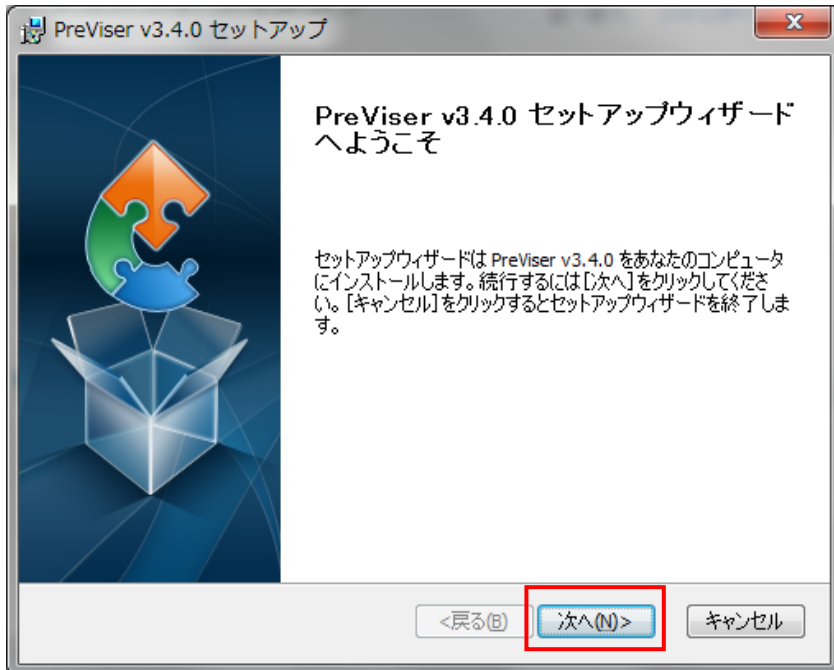 PreViser v3.4.0 セットアップ
X
PreViser v3.4.0 セットアップウィザード
へようこそ
セットアップウィザードは PreViser v3.4.0 をあなたのコンピュータ
にインストールします。続行するには[次へ]をクリックしてくださ
い。[キャンセル]をクリックするとセットアップウィザードを終了しま
す。
<戻る(B) 次へ(N)> キャンセル